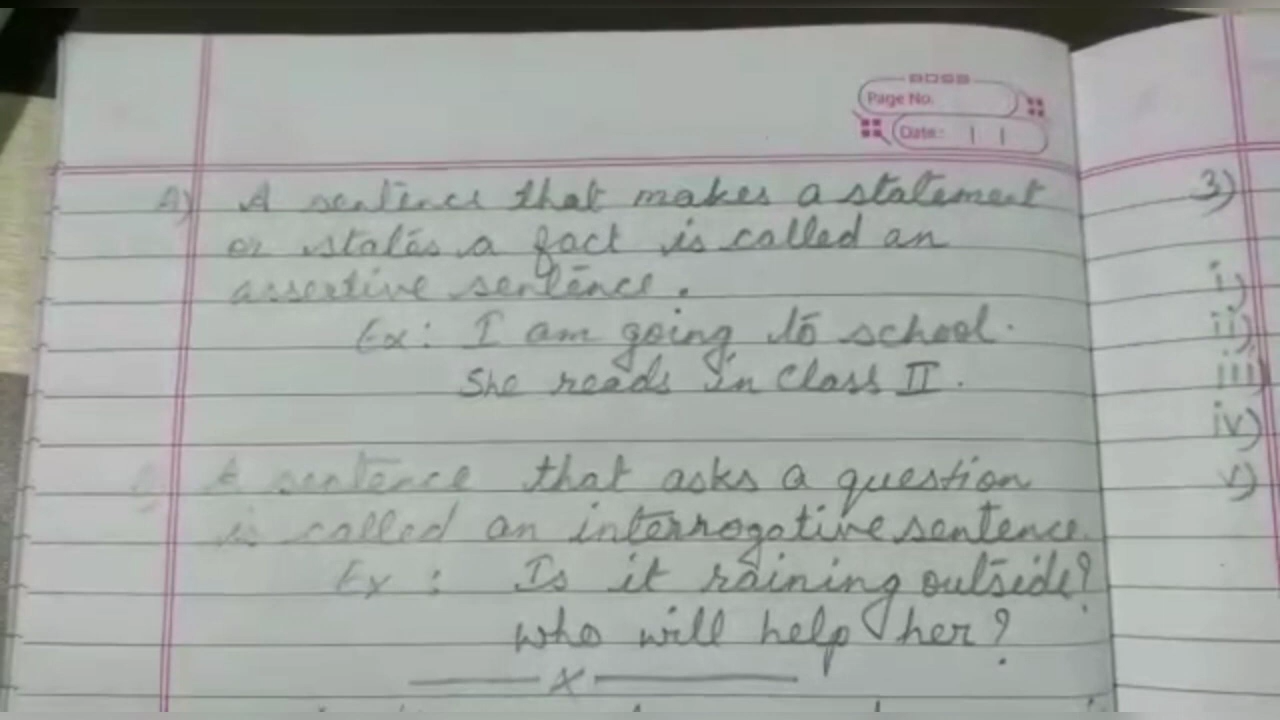 BOSB
Page No.
Date:
A) A sentence that makes a statement
or states a fact is called an
assertive sentence.
Ex: I am going to school.
She reads in Class II.
A sentence that asks a question
is called an interrogative sentence.
Ex: Is it raining outside?
who will help her?
x
3)
i)
ii)
iii)
iv)
v)